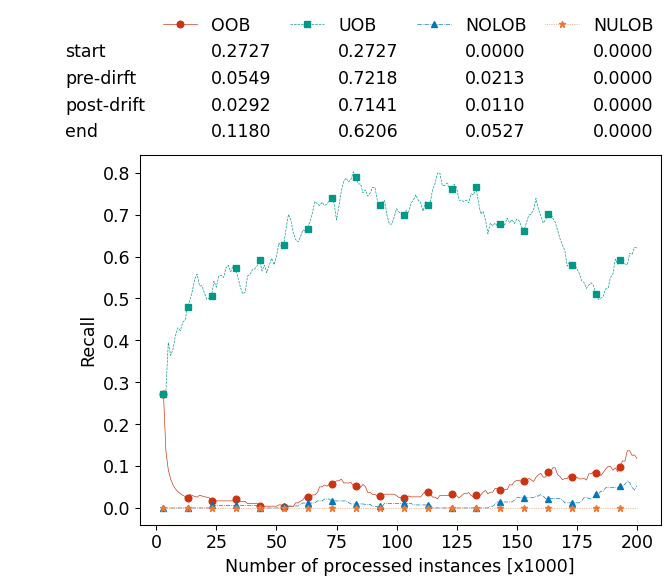 OOB UOB NOLOB NULOB
start 0.2727 0.2727 0.0000 0.0000
pre-dirft 0.0549 0.7218 0.0213 0.0000
post-drift 0.0292 0.7141 0.0110 0.0000
end 0.1180 0.6206 0.0527 0.0000
0.8
0.7
0.6
0.5
0.4
0.3
0.2
0.1
0.0
Recall
0 25 50 75 100 125 150 175 200
Number of processed instances [x1000]